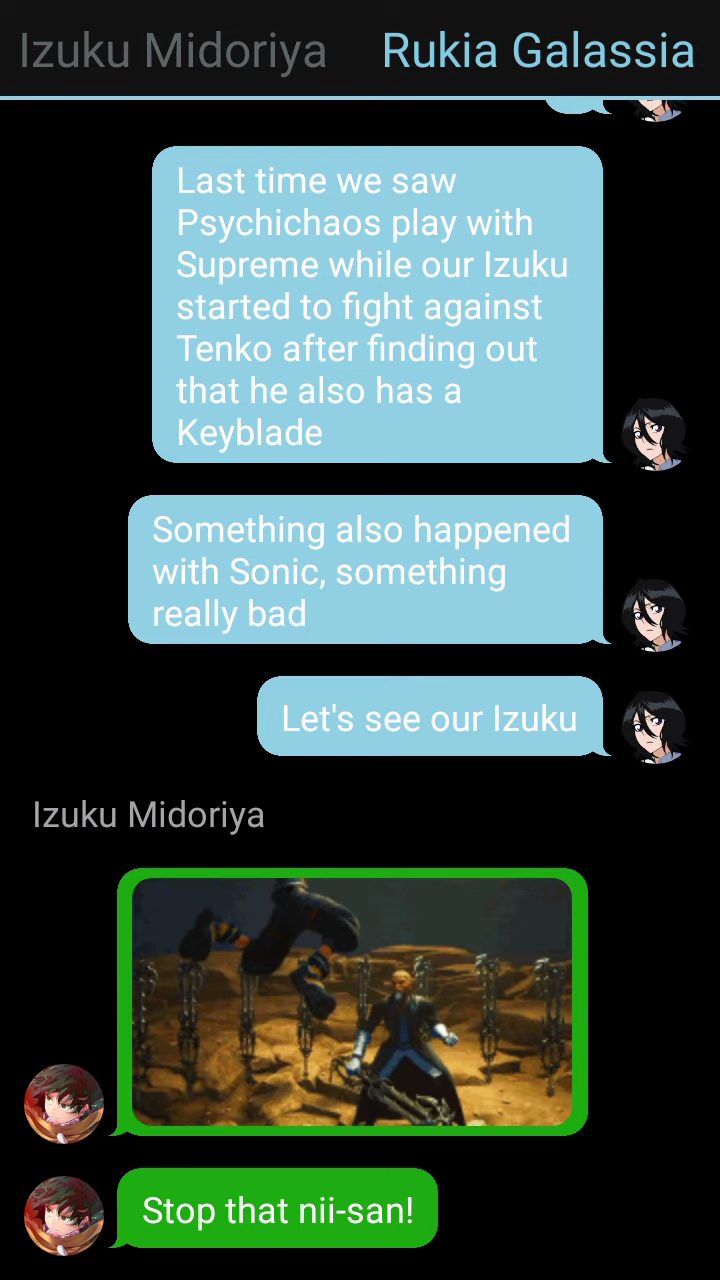 Izuku Midoriya Rukia Galassia
Last time we saw
Psychichaos play with
Supreme while our Izuku
started to fight against
Tenko after finding out
that he also has a
Keyblade
Something also happened
with Sonic, something
really bad
Let's see our Izuku
Izuku Midoriya
Stop that nii-san!